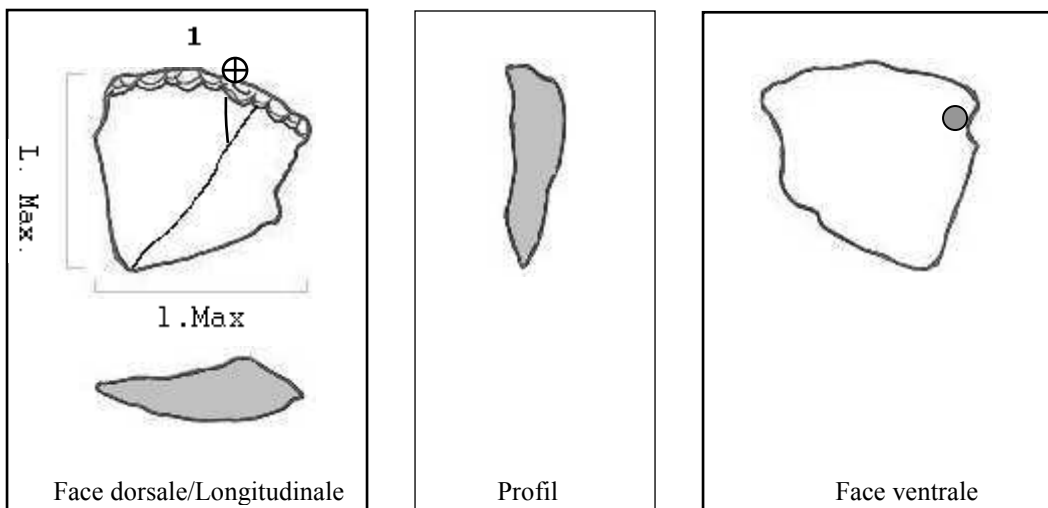 1
L. Max.
l.Max
Face dorsale/Longitudinale
Profil
Face ventrale